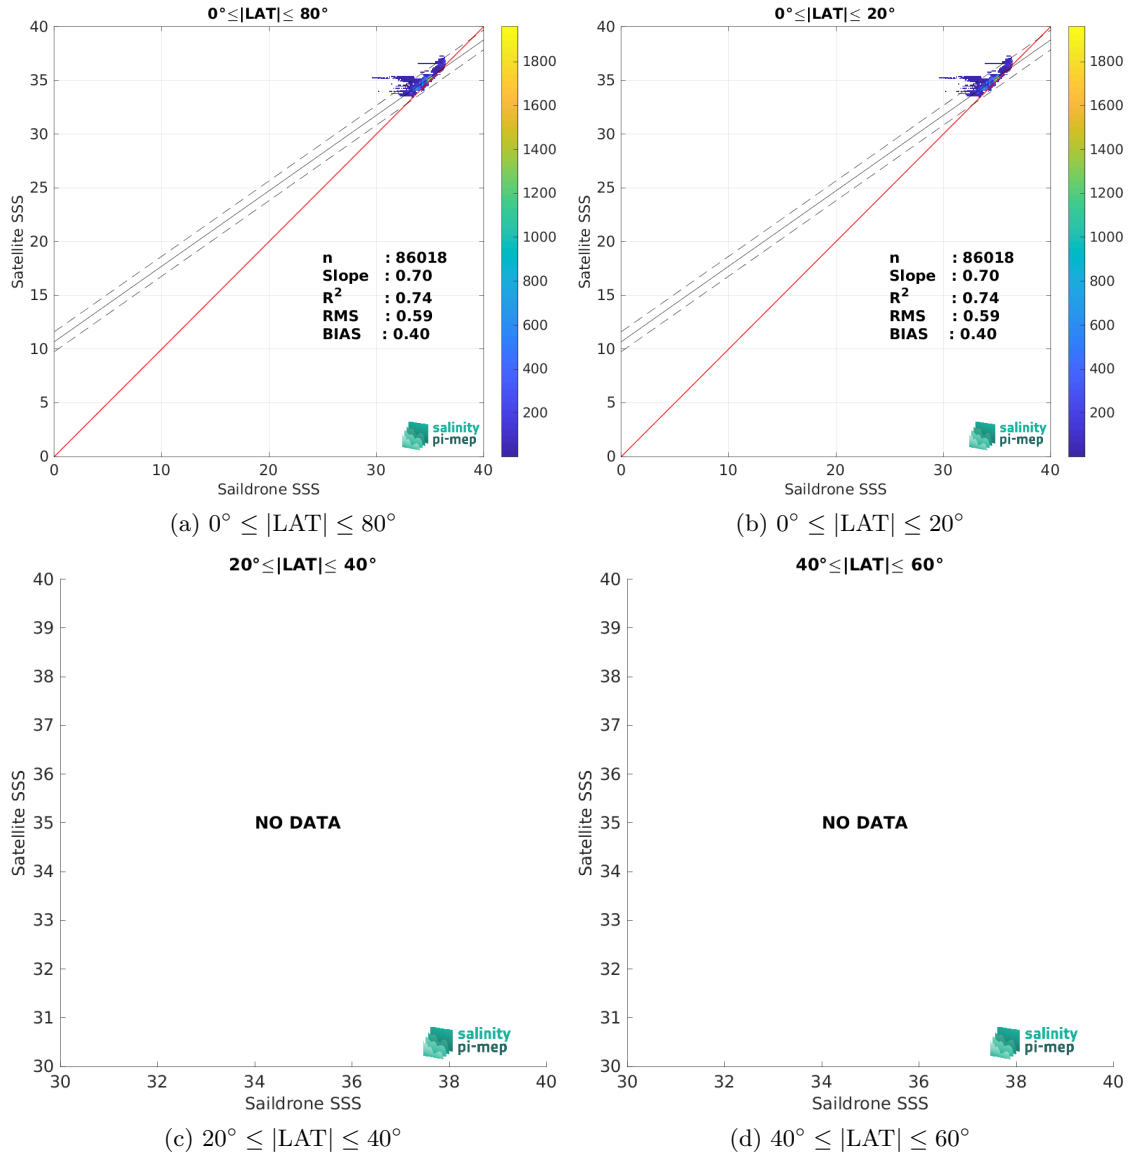 0°≤|LAT|≤ 80°
40
35
30
25
20
15
10
5
0
Satellite SSS
n : 86018
Slope : 0.70
R² : 0.74
RMS : 0.59
BIAS : 0.40
salinity
pi-mep
0 10 20 30 40
Saildrone SSS
1800
1600
1400
1200
1000
800
600
400
200
(a) 0° ≤ |LAT| ≤ 80°
0°≤|LAT|≤ 20°
40
35
30
25
20
15
10
5
0
Satellite SSS
n : 86018
Slope : 0.70
R² : 0.74
RMS : 0.59
BIAS : 0.40
salinity
pi-mep
0 10 20 30 40
Saildrone SSS
1800
1600
1400
1200
1000
800
600
400
200
(b) 0° ≤ |LAT| ≤ 20°
20°≤|LAT|≤ 40°
40
39
38
37
36
35
34
33
32
31
30
Satellite SSS
NO DATA
salinity
pi-mep
30 32 34 36 38 40
Saildrone SSS
(c) 20° ≤ |LAT| ≤ 40°
40°≤|LAT|≤ 60°
40
39
38
37
36
35
34
33
32
31
30
Satellite SSS
NO DATA
salinity
pi-mep
30 32 34 36 38 40
Saildrone SSS
(d) 40° ≤ |LAT| ≤ 60°